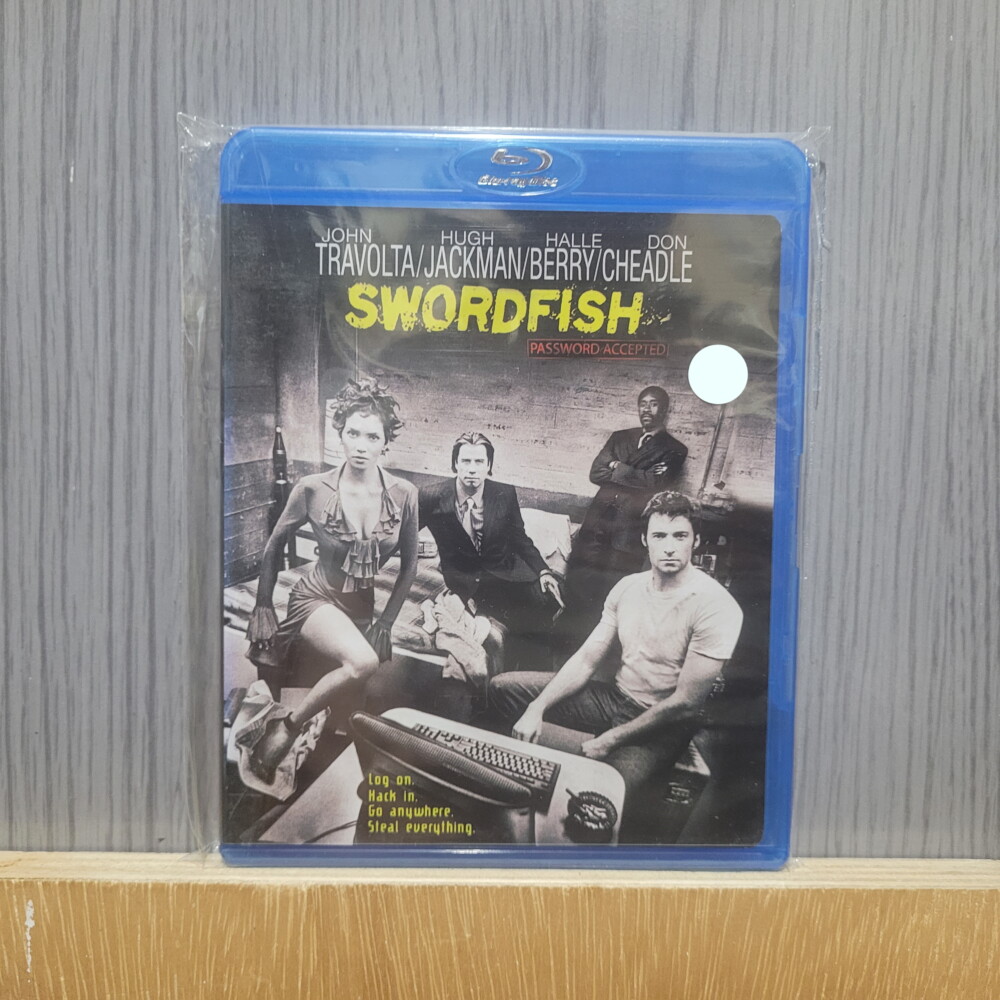 Blu-ray Disc
JOHN HUGH HALLE DON
TRAVOLTA/JACKMAN/BERRY/CHEADLE
SWORDFISH
PASSWORD ACCEPTED
Log on.
Hack in.
Go anywhere.
Steal everything.